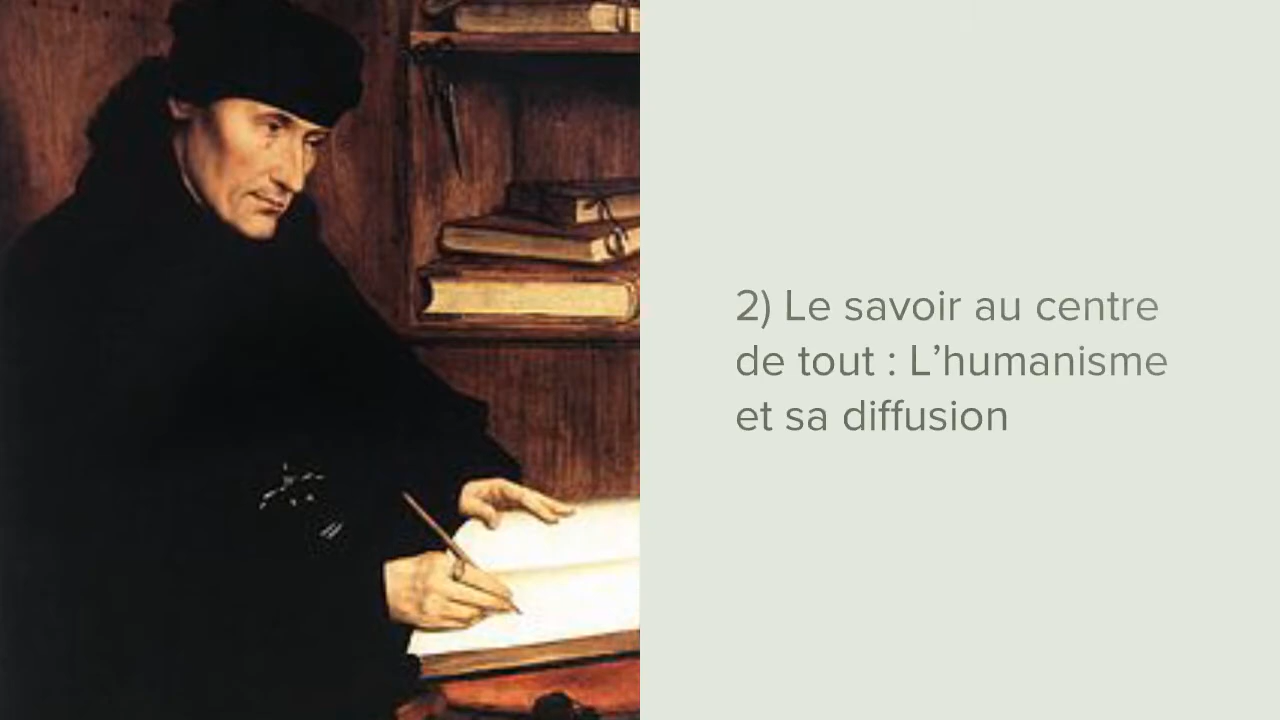 2) Le savoir au centre
de tout : L’humanisme
et sa diffusion